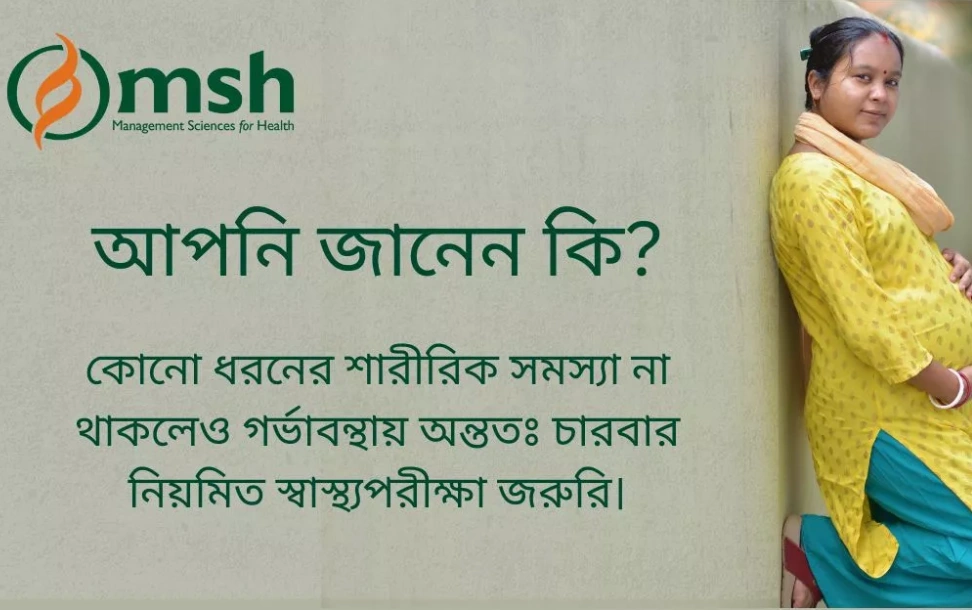 msh
Management Sciences for Health
আপনি জানেন কি?
কোনো ধরনের শারীরিক সমস্যা না
থাকলেও গর্ভাবস্থায় অন্ততঃ চারবার
নিয়মিত স্বাস্থ্যপরীক্ষা জরুরি।